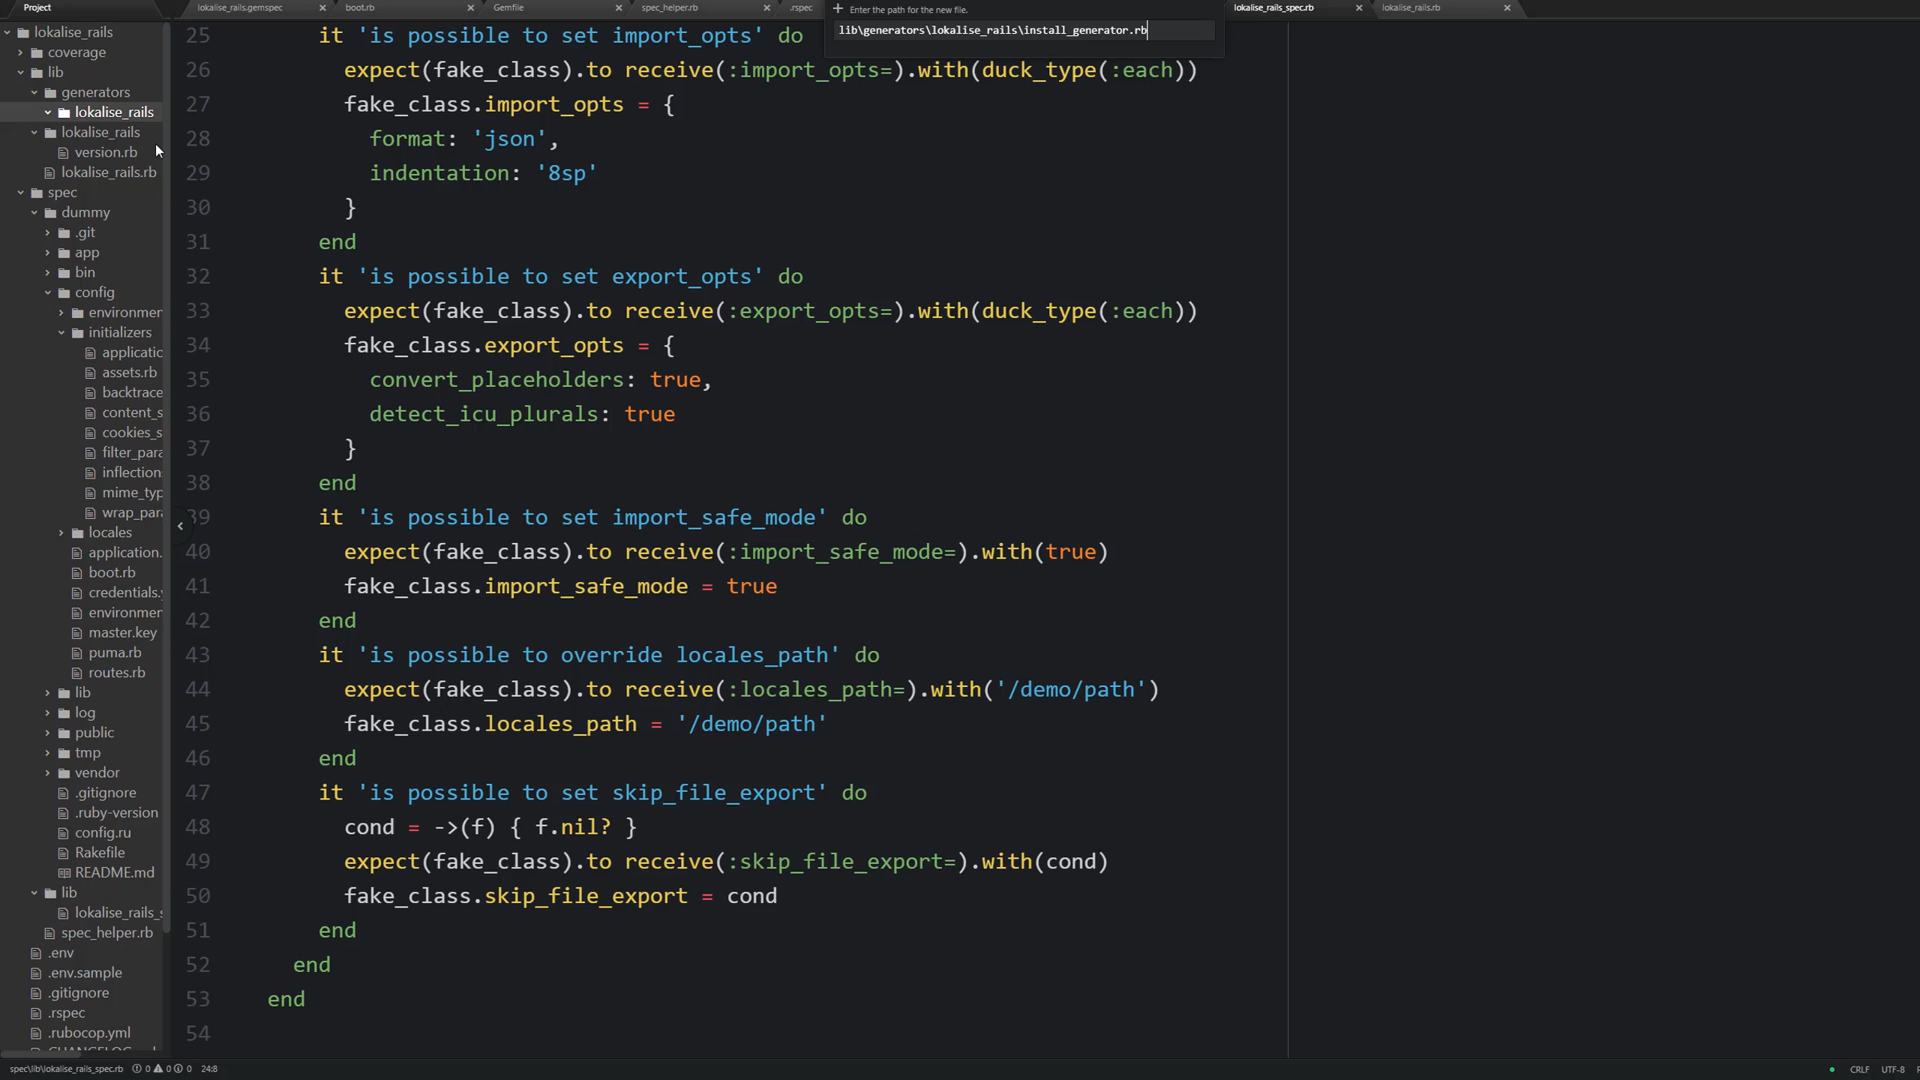 Project
lokalise_rails.gemspec
boot.rb
Gemfile
spec_helper.rb
.rspec
Enter the path for the new file.
lib\generators\lokalise_rails\install_generator.rb
lokalise_rails_spec.rb
lokalise_rails.rb
lokalise_rails
coverage
lib
generators
lokalise_rails
lokalise_rails
version.rb
lokalise_rails.rb
spec
dummy
.git
app
bin
config
environmen
initializers
applicatic
assets.rb
backtrace
content_s
cookies_s
filter_para
inflection
mime_typ
wrap_para
locales
application.
boot.rb
credentials.
environmen
master.key
puma.rb
routes.rb
lib
log
public
tmp
vendor
.gitignore
.ruby-version
config.ru
Rakefile
README.md
lib
lokalise_rails_s
spec_helper.rb
.env
.env.sample
.gitignore
.rspec
.rubocop.yml
25 it 'is possible to set import_opts' do
26 expect(fake_class).to receive(:import_opts=).with(duck_type(:each))
27 fake_class.import_opts = {
28 format: 'json',
29 indentation: '8sp'
30 }
31 end
32 it 'is possible to set export_opts' do
33 expect(fake_class).to receive(:export_opts=).with(duck_type(:each))
34 fake_class.export_opts = {
35 convert_placeholders: true,
36 detect_icu_plurals: true
37 }
38 end
39 it 'is possible to set import_safe_mode' do
40 expect(fake_class).to receive(:import_safe_mode=).with(true)
41 fake_class.import_safe_mode = true
42 end
43 it 'is possible to override locales_path' do
44 expect(fake_class).to receive(:locales_path=).with('/demo/path')
45 fake_class.locales_path = '/demo/path'
46 end
47 it 'is possible to set skip_file_export' do
48 cond = ->(f) { f.nil? }
49 expect(fake_class).to receive(:skip_file_export=).with(cond)
50 fake_class.skip_file_export = cond
51 end
52 end
53 end
54
spec\lib\lokalise_rails_spec.rb 0 0 0 24:8
CRLF UTF-8